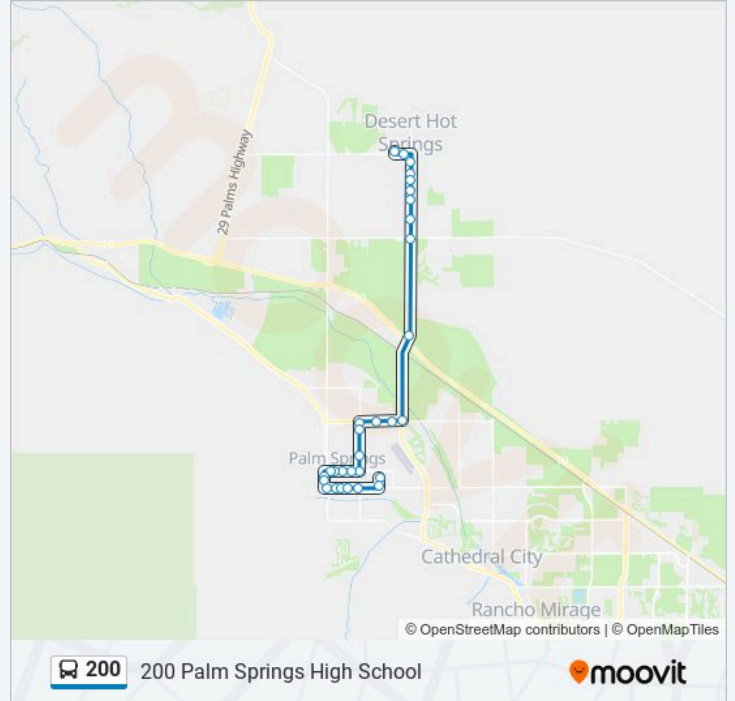 Desert Hot
Springs
29 Palms Highway
Palm Springs
Cathedral City
Rancho Mirage
© OpenStreetMap contributors | © OpenMapTiles
200
200 Palm Springs High School
moovit